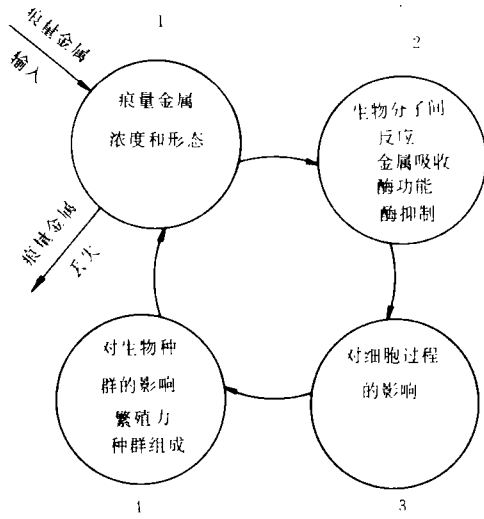 1
痕量金属
输入
痕量金属
浓度和形态
痕量金属
丢失
2
生物分子间
反应
金属吸收
酶功能
酶抑制
对细胞过程
的影响
3
对生物种
群的影响
繁殖力
种群组成
4